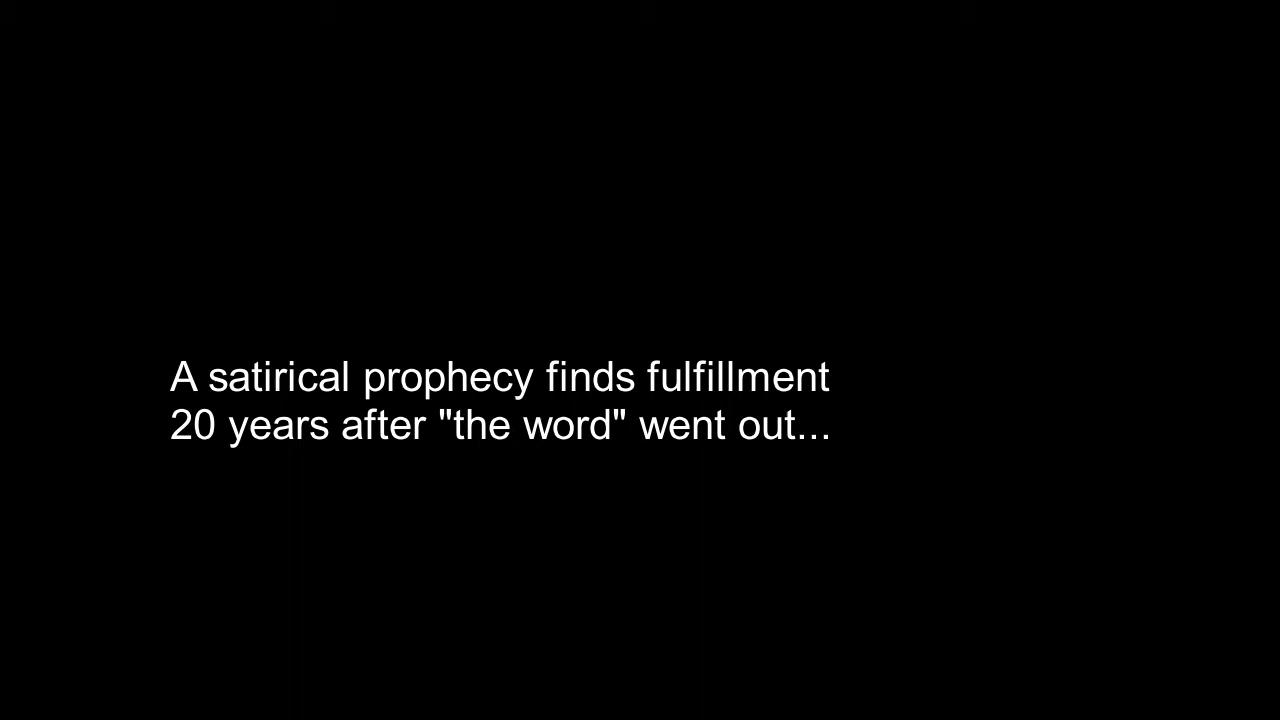 A satirical prophecy finds fulfillment
20 years after "the word" went out...